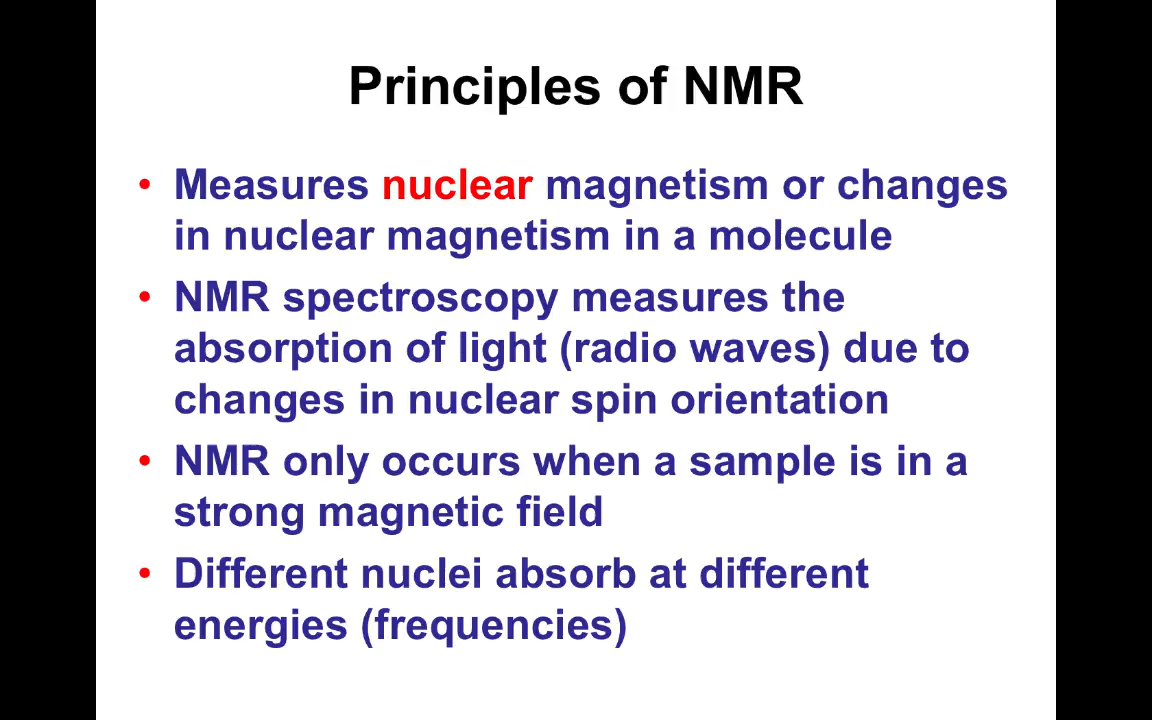 Principles of NMR
• Measures nuclear magnetism or changes
in nuclear magnetism in a molecule
• NMR spectroscopy measures the
absorption of light (radio waves) due to
changes in nuclear spin orientation
• NMR only occurs when a sample is in a
strong magnetic field
• Different nuclei absorb at different
energies (frequencies)